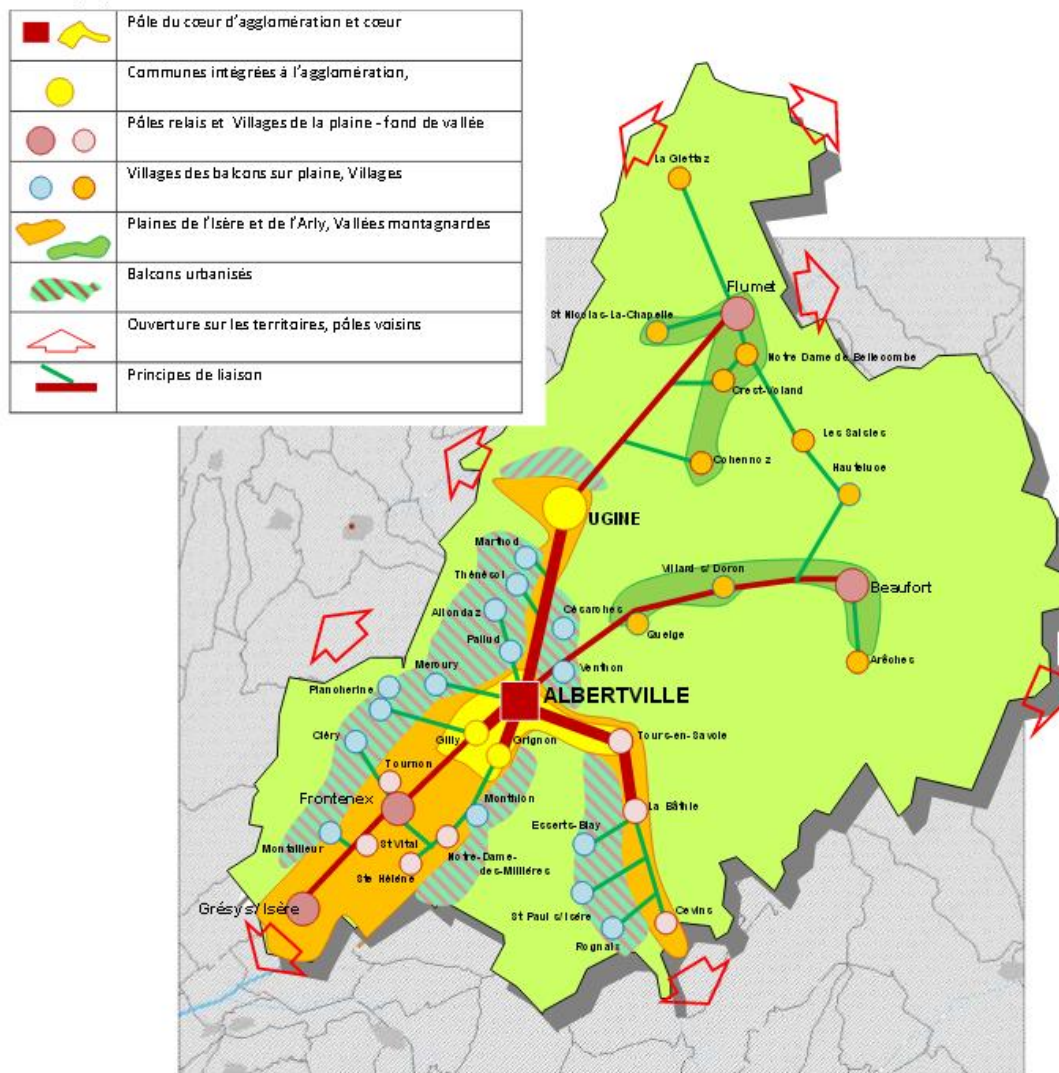 Pôle du cœur d'agglomération et cœur
Communes intégrées à l'agglomération,
Pôles relais et Villages de la plaine - fond de vallée
Villages des balcons sur plaine, Villages
Plaines de l'Isère et de l'Arly, Vallées montagnardes
Balcons urbanisés
Ouverture sur les territoires, pôles voisins
Principes de liaison
La Giettaz
Flumet
St Nicolas-La-Chapelle
Notre Dame de Bellecombe
Crest-Voland
Les Saisies
Cohennoz
Hauteluce
UGINE
Marthod
Thénésol
Villard s/ Doron
Beaufort
Allondaz
Césarches
Queige
Pallud
Arêches
Venthon
Mercury
Plancherine
ALBERTVILLE
Cléry
Gilly
Grignon
Tours-en-Savoie
Tournon
Frontenex
Monthion
La Bâthie
Esserts-Blay
Montailleur
St Vital
Notre-Dame-
des-Millières
Ste Hélène
Grésy s/ Isère
St Paul s/ Isère
Cevins
Rognaix